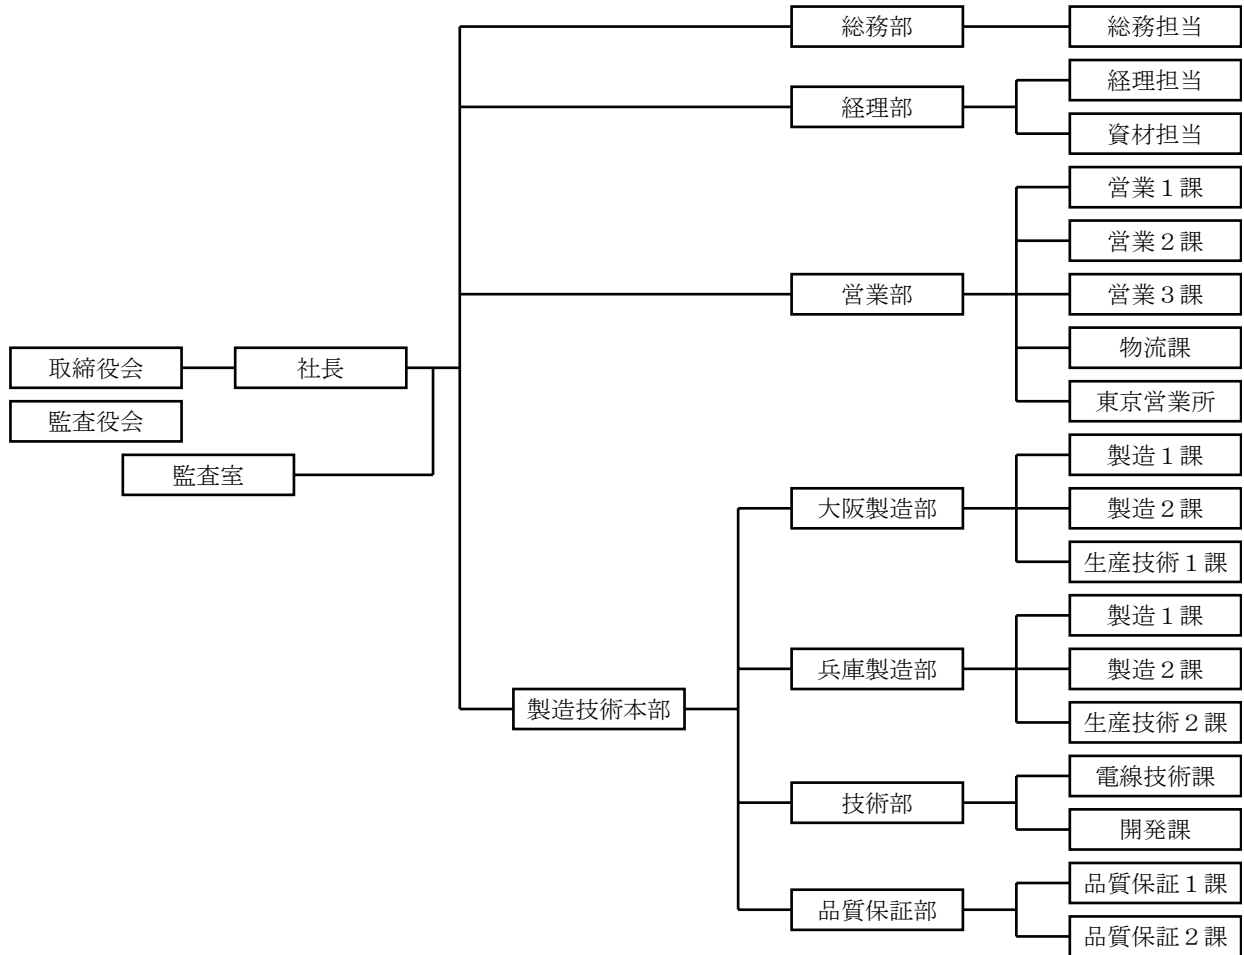 総務部
総務担当
経理部
経理担当
資材担当
営業部
営業１課
営業２課
営業３課
物流課
東京営業所
取締役会
社長
監査役会
監査室
製造技術本部
大阪製造部
製造１課
製造２課
生産技術１課
兵庫製造部
製造１課
製造２課
生産技術２課
技術部
電線技術課
開発課
品質保証部
品質保証１課
品質保証２課